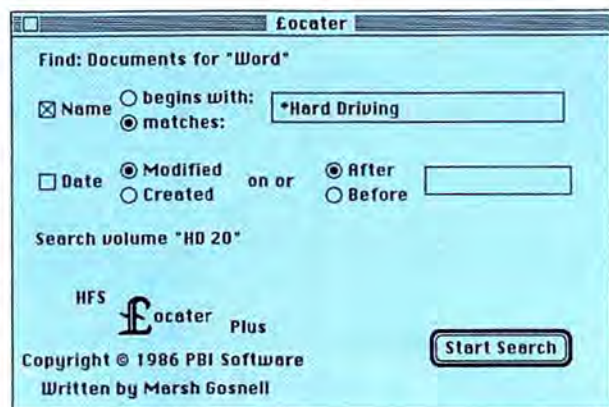 £ocater
Find: Documents for "Word"
Name
begins with:
matches:
*Hard Driving
Date
Modified
Created
on or
After
Before
Search volume "HD 20"
HFS £ocater Plus
Start Search
Copyright © 1986 PBI Software
Written by Marsh Gosnell